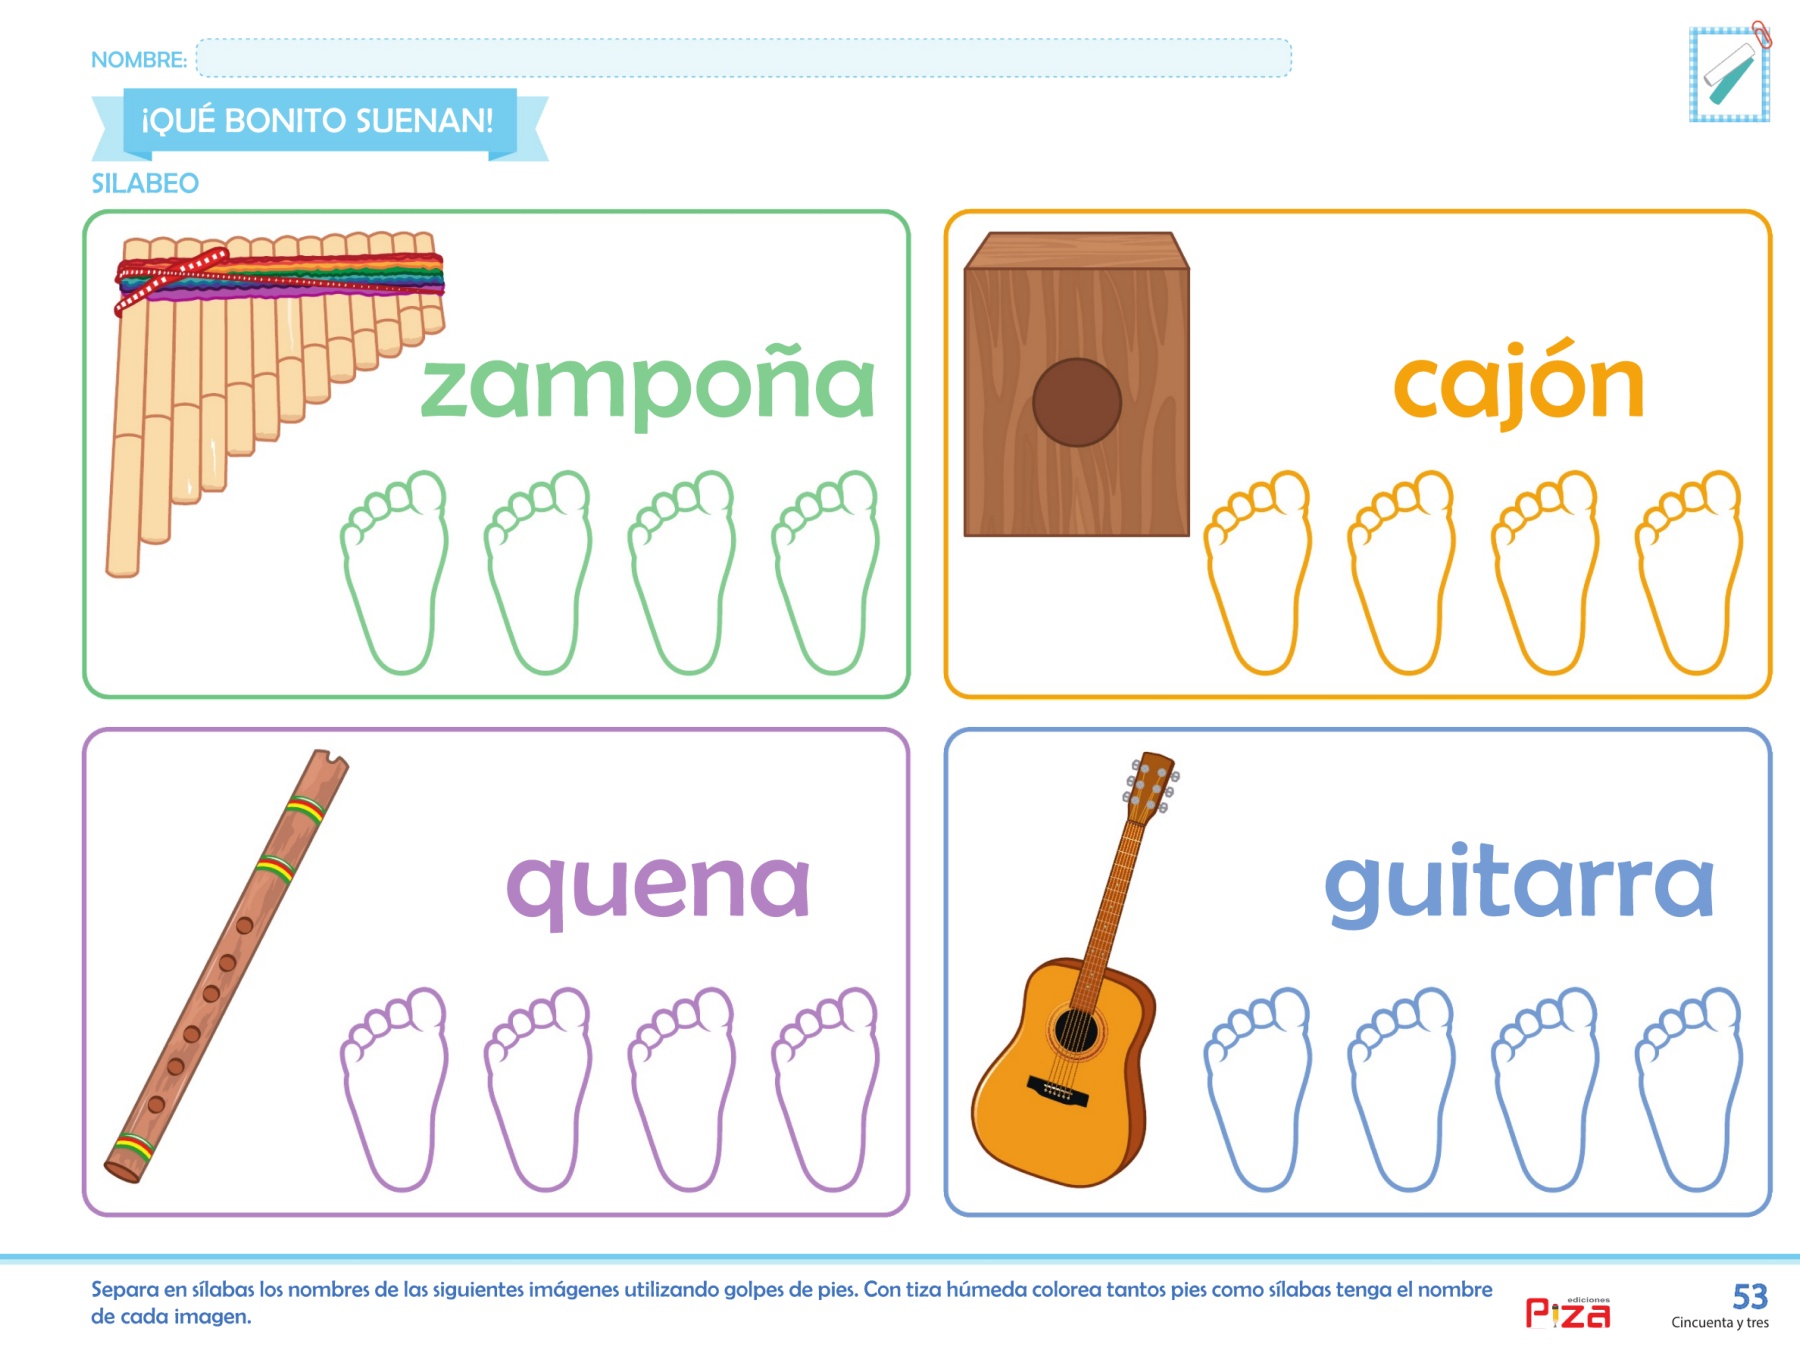 NOMBRE:
¡QUÉ BONITO SUENAN!
SILABEO
zampoña
cajón
quena
guitarra
Separa en sílabas los nombres de las siguientes imágenes utilizando golpes de pies. Con tiza húmeda colorea tantos pies como sílabas tenga el nombre
de cada imagen.
ediciones
Piza
53
Cincuenta y tres